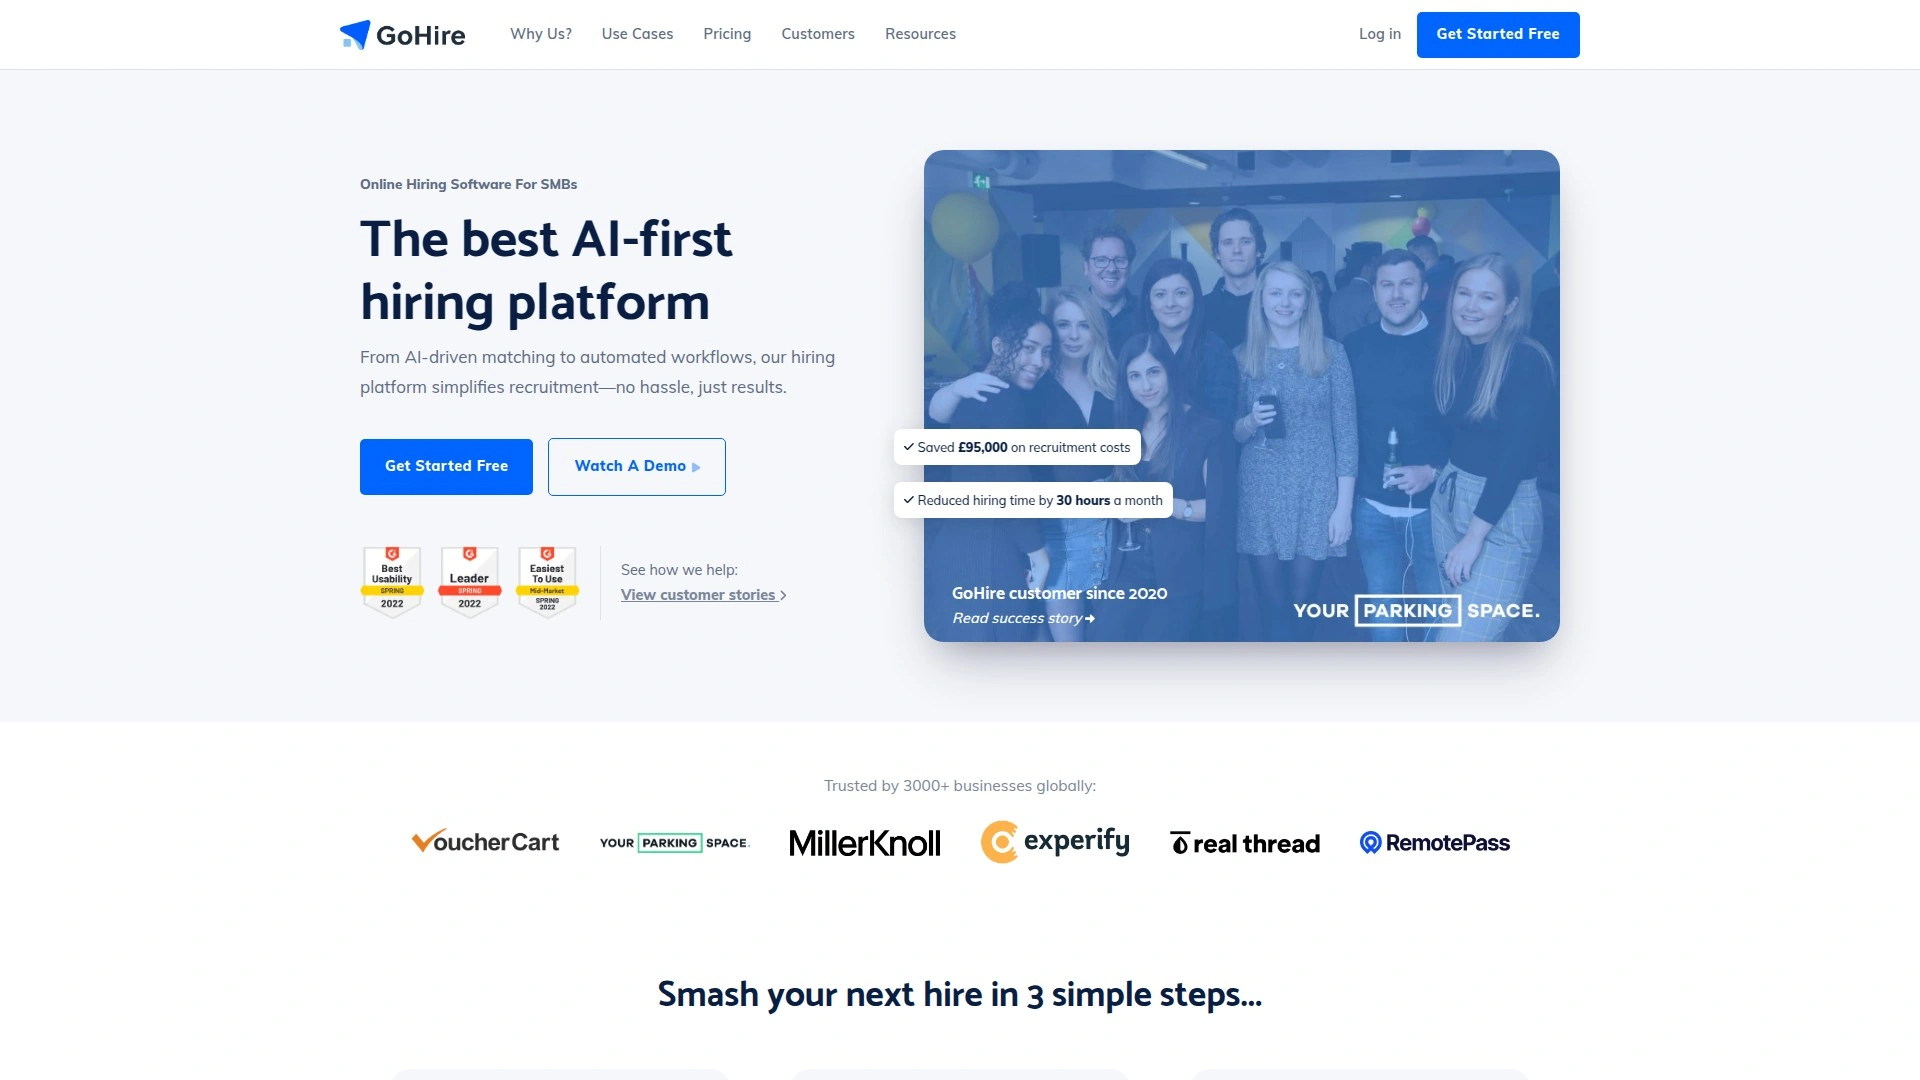 GoHire
Why Us?
Use Cases
Pricing
Customers
Resources
Log in
Get Started Free
Online Hiring Software For SMBs
The best AI-first
hiring platform
From AI-driven matching to automated workflows, our hiring
platform simplifies recruitment—no hassle, just results.
Get Started Free
Watch A Demo
Best
Usability
SPRING
2022
Leader
SPRING
2022
Easiest
To Use
Mid-Market
SPRING
2022
See how we help:
View customer stories
Saved £95,000 on recruitment costs
Reduced hiring time by 30 hours a month
GoHire customer since 2020
Read success story
YOUR PARKING SPACE.
Trusted by 3000+ businesses globally:
VoucherCart
YOUR PARKING SPACE.
MillerKnoll
experify
real thread
RemotePass
Smash your next hire in 3 simple steps...